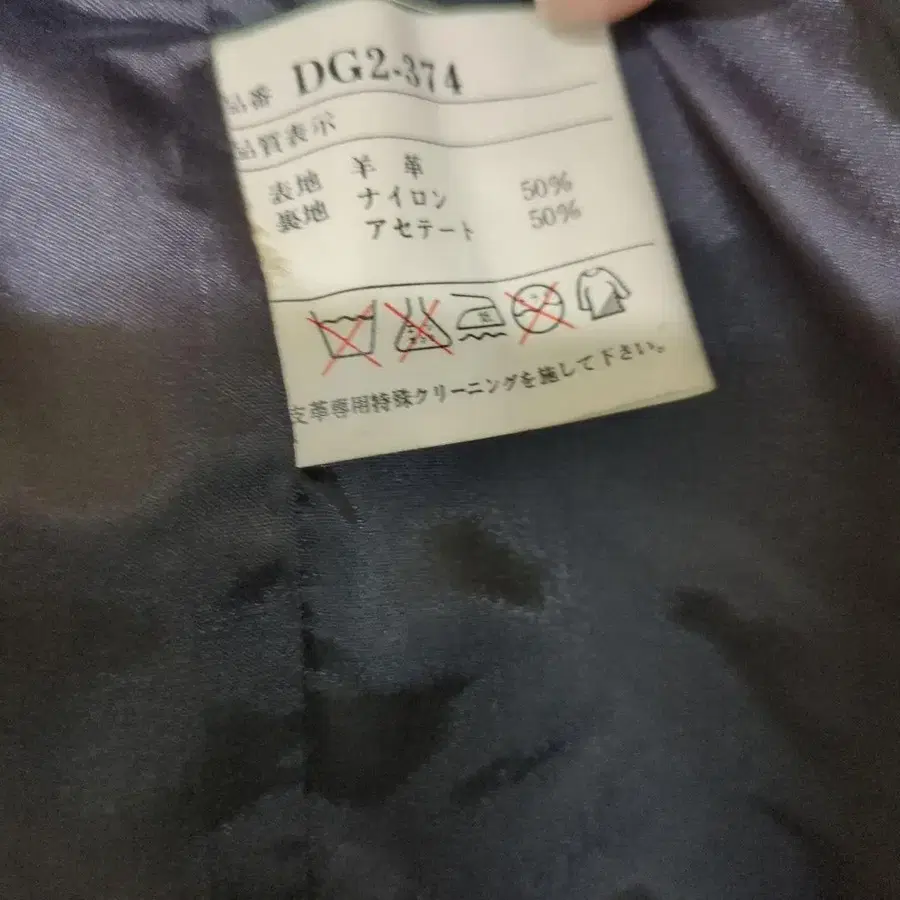 品番 DG2-374
品質表示
表地 羊 革
裏地 ナイロン 50%
アセテート 50%
皮革専用特殊クリーニングを施して下さい。